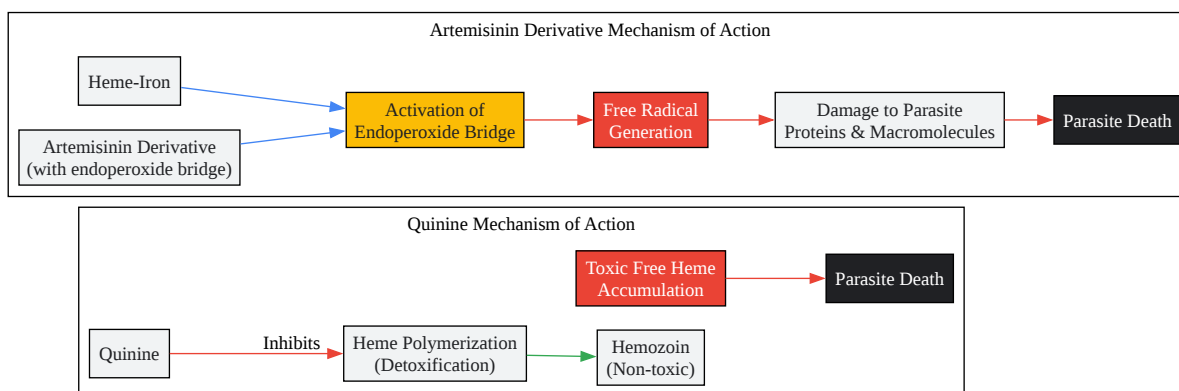 Artemisinin Derivative Mechanism of Action
Heme-Iron
Artemisinin Derivative
(with endoperoxide bridge)
Activation of
Endoperoxide Bridge
Free Radical
Generation
Damage to Parasite
Proteins & Macromolecules
Parasite Death
Quinine Mechanism of Action
Toxic Free Heme
Accumulation
Parasite Death
Quinine
Inhibits
Heme Polymerization
(Detoxification)
Hemozoin
(Non-toxic)